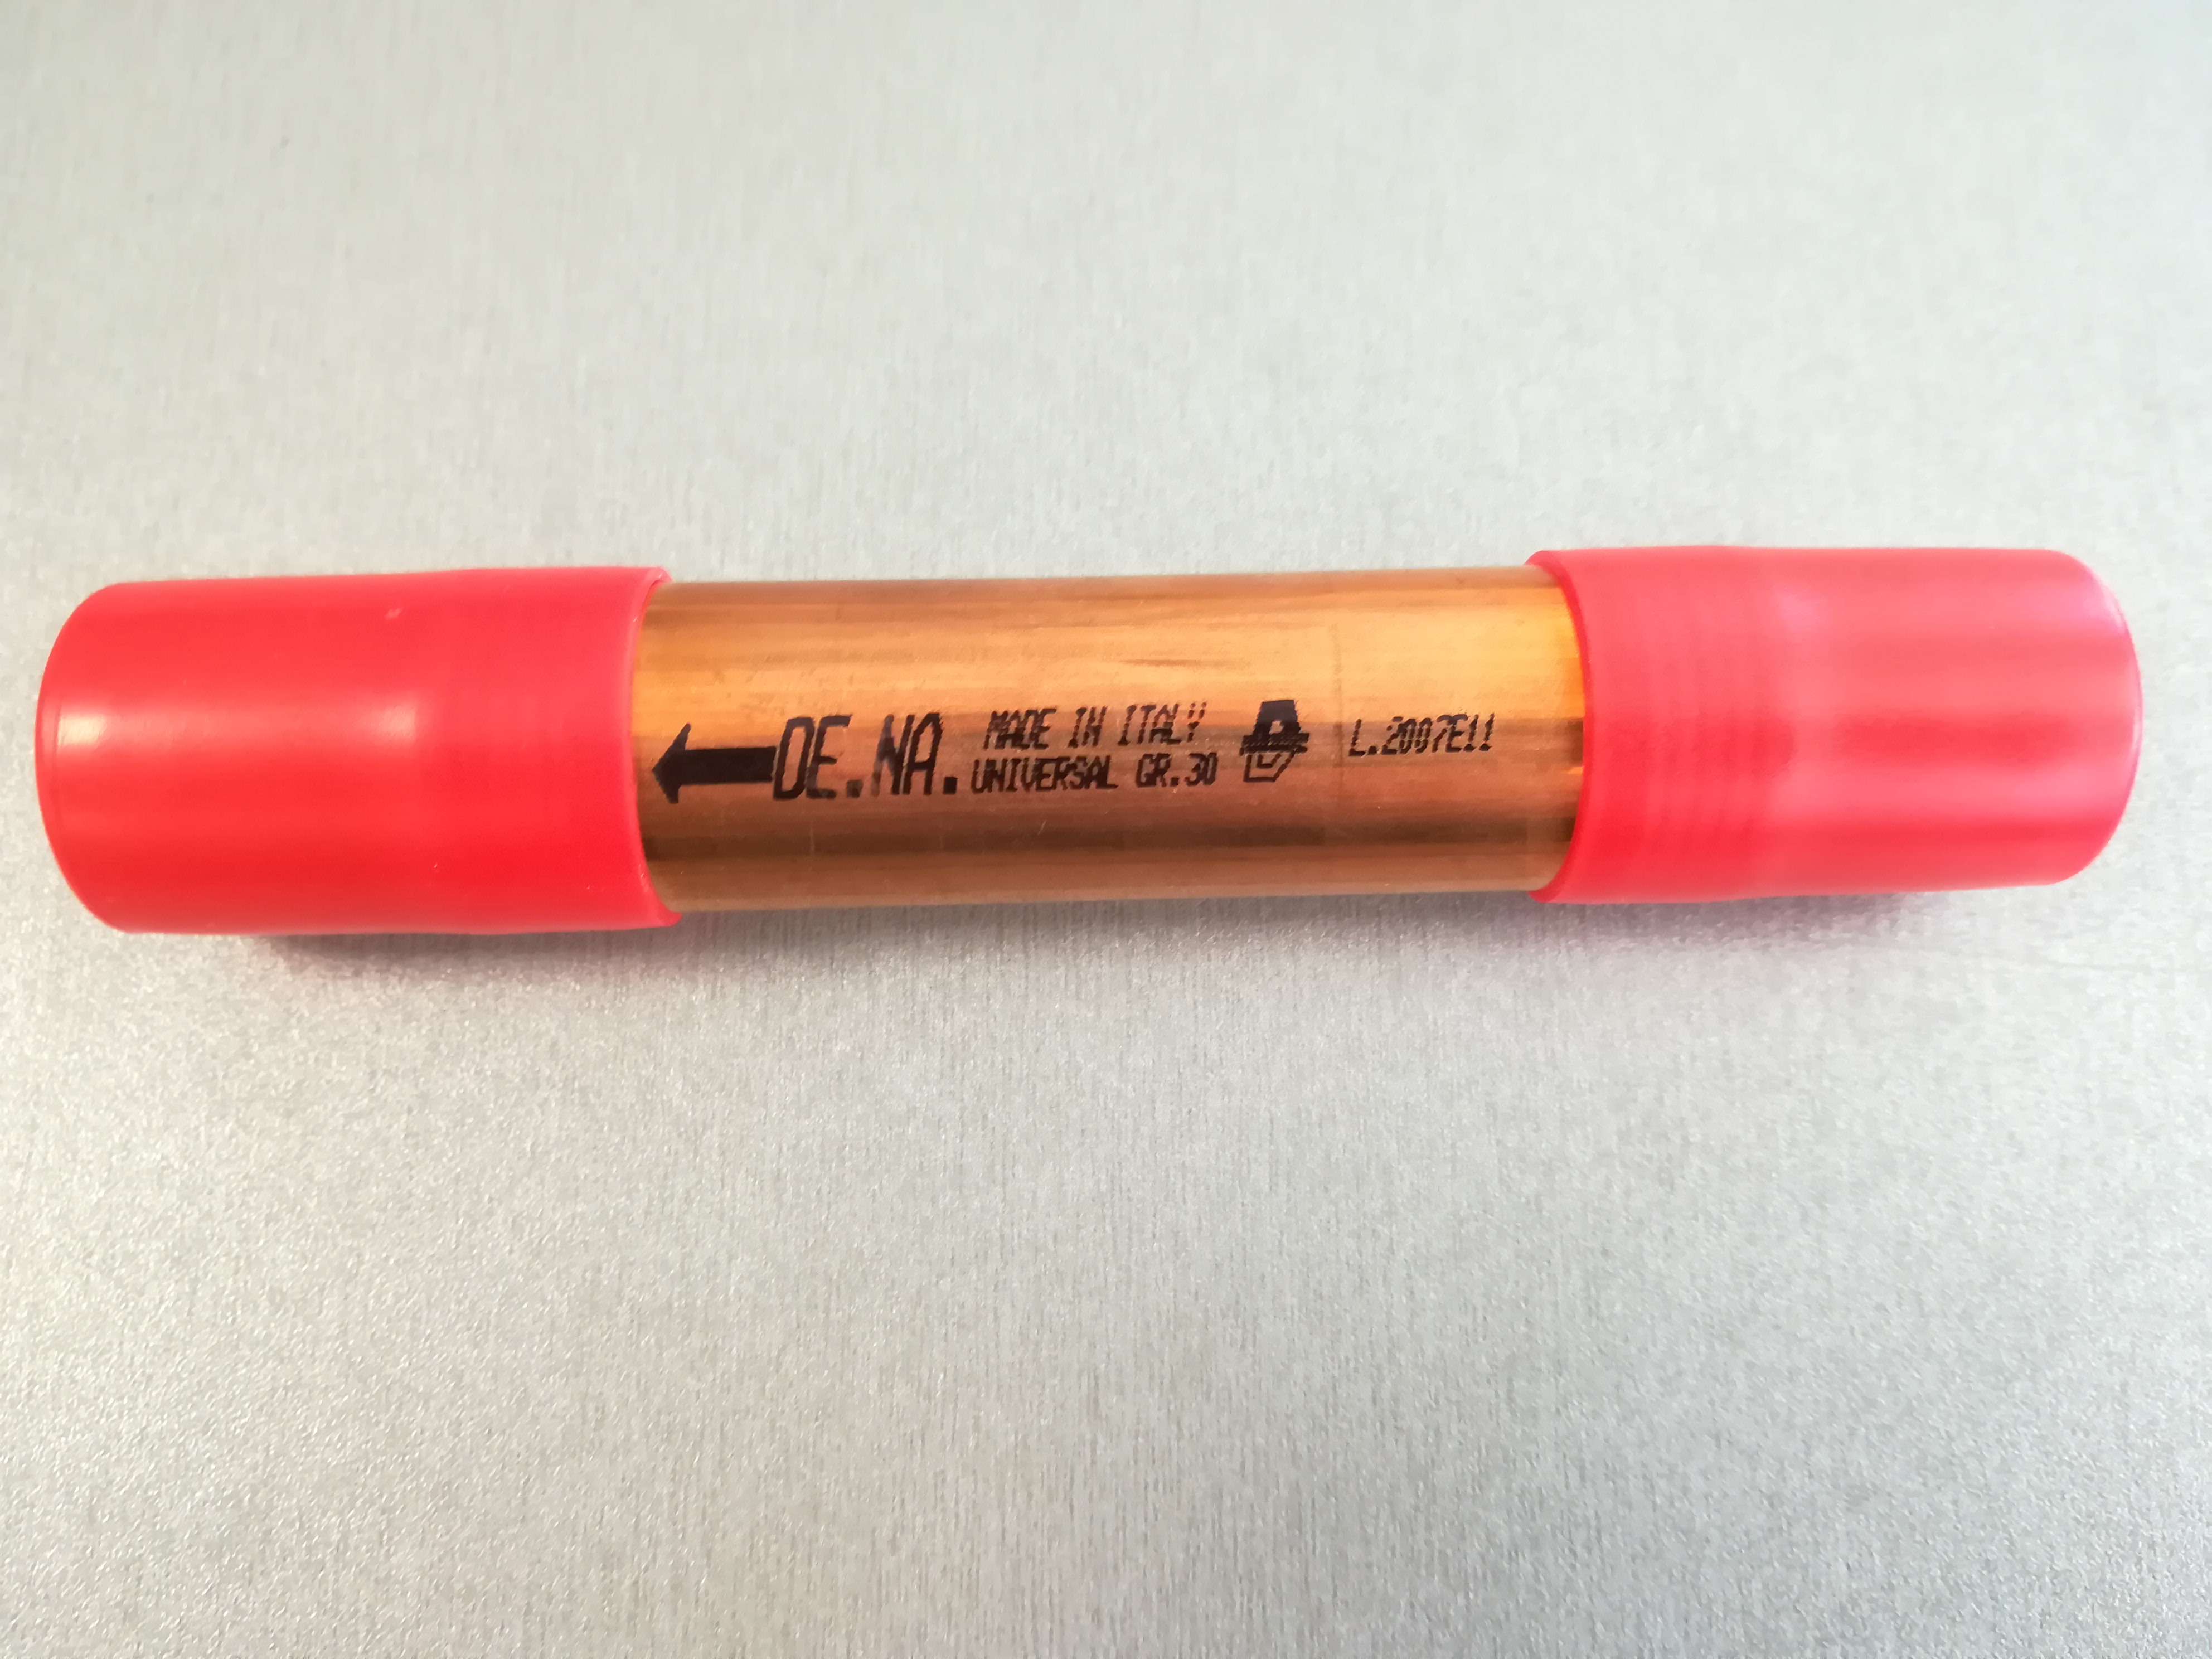 DE.NA.
MADE IN ITALY
UNIVERSAL GR.30
L.2007E11